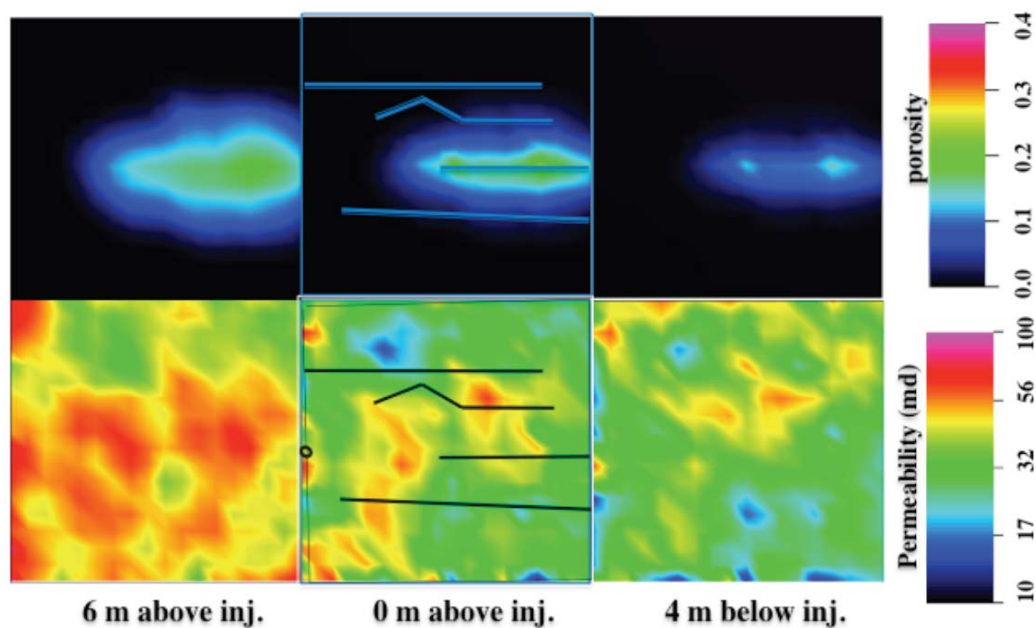 0.4
0.3
0.2
0.1
0.0
porosity
100
56
32
17
10
Permeability (md)
6 m above inj.
0 m above inj.
4 m below inj.